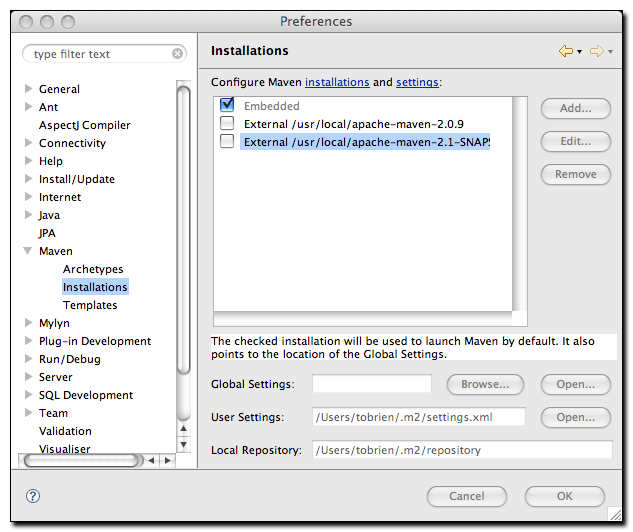 Preferences
type filter text
General
Ant
AspectJ Compiler
Connectivity
Help
Install/Update
Internet
Java
JPA
Maven
Archetypes
Installations
Templates
Mylyn
Plug-in Development
Run/Debug
Server
SQL Development
Team
Validation
Visualiser
Installations
Configure Maven installations and settings:
Embedded
External /usr/local/apache-maven-2.0.9
External /usr/local/apache-maven-2.1-SNAPS
Add...
Edit...
Remove
The checked installation will be used to launch Maven by default. It also
points to the location of the Global Settings.
Global Settings:
Browse...
Open...
User Settings:
/Users/tobrien/.m2/settings.xml
Open...
Local Repository:
/Users/tobrien/.m2/repository
?
Cancel
OK